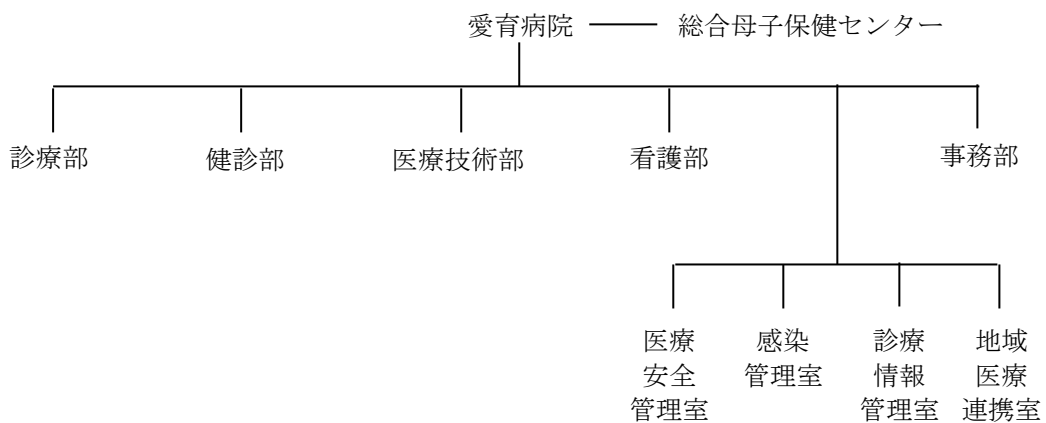 愛育病院 総合母子保健センター
診療部 健診部 医療技術部 看護部 事務部
医療
安全
管理室
感染
管理室
診療
情報
管理室
地域
医療
連携室